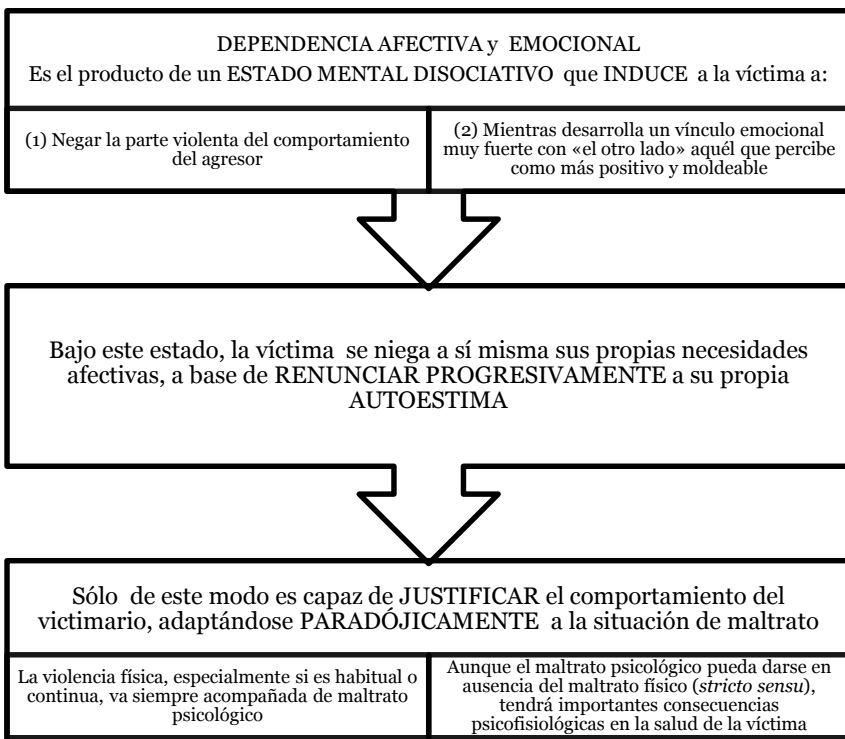 DEPENDENCIA AFECTIVA y EMOCIONAL
Es el producto de un ESTADO MENTAL DISOCIATIVO que INDUCE a la víctima a:
(1) Negar la parte violenta del comportamiento
del agresor
(2) Mientras desarrolla un vínculo emocional
muy fuerte con «el otro lado» aquél que percibe
como más positivo y moldeable
Bajo este estado, la víctima se niega a sí misma sus propias necesidades
afectivas, a base de RENUNCIAR PROGRESIVAMENTE a su propia
AUTOESTIMA
Sólo de este modo es capaz de JUSTIFICAR el comportamiento del
victimario, adaptándose PARADÓJICAMENTE a la situación de maltrato
La violencia física, especialmente si es habitual o
continua, va siempre acompañada de maltrato
psicológico
Aunque el maltrato psicológico pueda darse en
ausencia del maltrato físico (stricto sensu),
tendrá importantes consecuencias
psicofisiológicas en la salud de la víctima